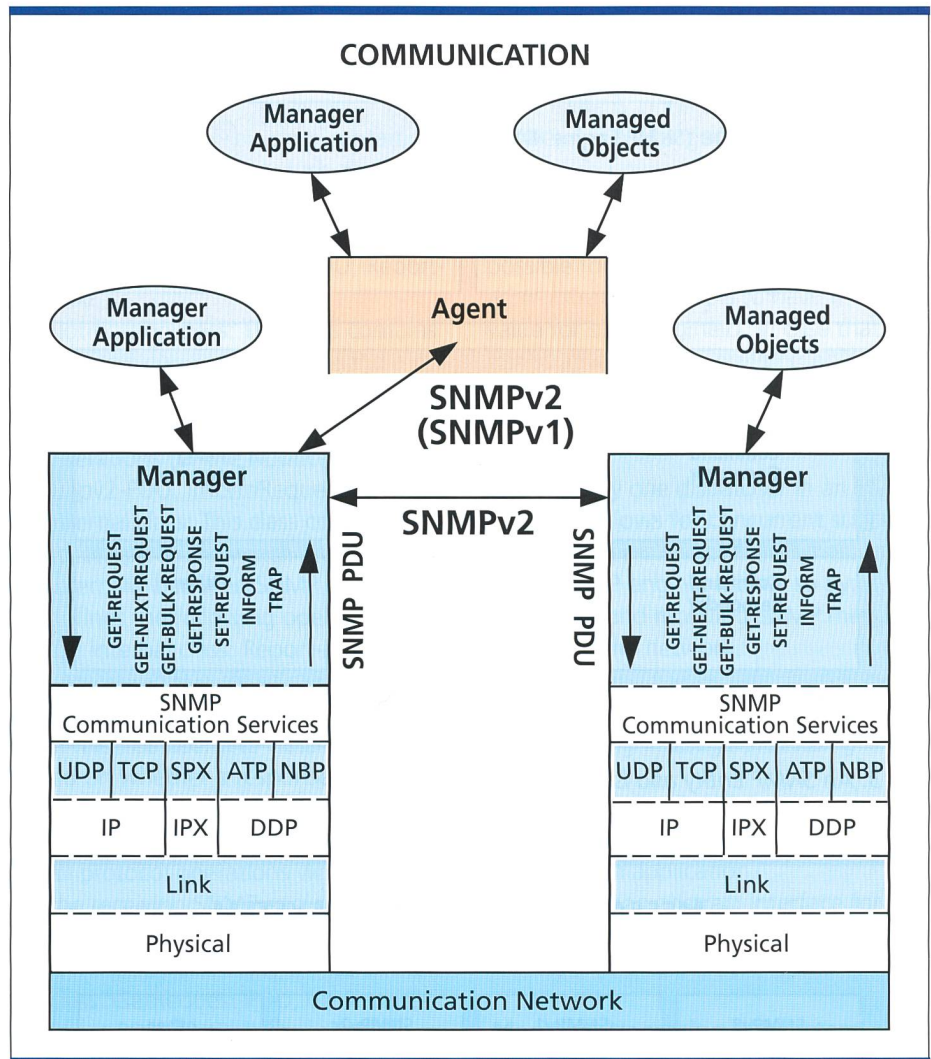 COMMUNICATION
Manager
Application
Managed
Objects
Agent
Manager
Application
Managed
Objects
SNMPv2
(SNMPv1)
Manager
GET-REQUEST
GET-NEXT-REQUEST
GET-BULK-REQUEST
GET-RESPONSE
SET-REQUEST
INFORM
TRAP
SNMP PDU
SNMPv2
SNMP PDU
Manager
GET-REQUEST
GET-NEXT-REQUEST
GET-BULK-REQUEST
GET-RESPONSE
SET-REQUEST
INFORM
TRAP
SNMP
Communication Services
UDP TCP SPX ATP NBP
IP IPX DDP
Link
Physical
SNMP
Communication Services
UDP TCP SPX ATP NBP
IP IPX DDP
Link
Physical
Communication Network